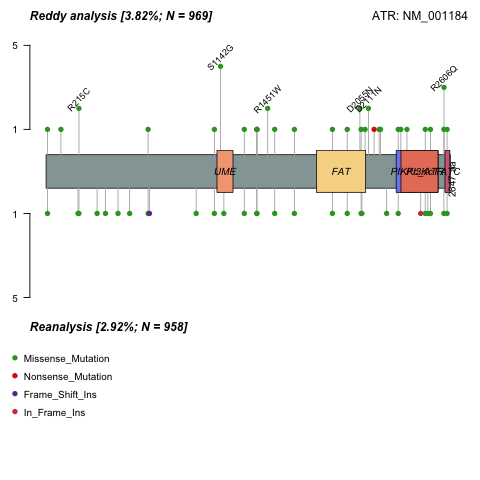 Reddy analysis [3.82%; N = 969]
ATR: NM_001184
5
S1142G
R2606Q
R215C
R1451W
D2055N
1
UME
FAT
1
5
Reanalysis [2.92%; N = 958]
Missense_Mutation
Nonsense_Mutation
Frame_Shift_Ins
In_Frame_Ins